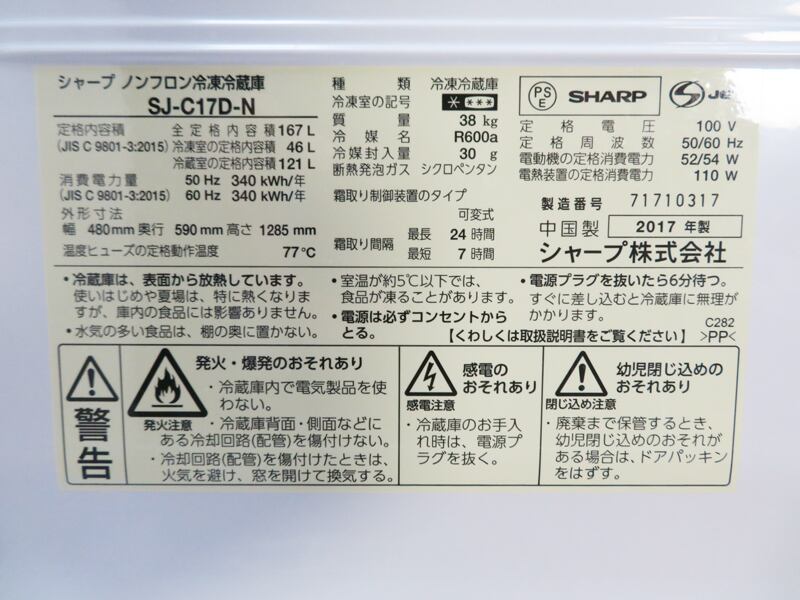 シャープ ノンフロン冷凍冷蔵庫
SJ-C17D-N
定格内容積 全定格内容積 167 L
(JIS C 9801-3:2015) 冷凍室の定格内容積 46 L
冷蔵室の定格内容積 121 L
消費電力量 50 Hz 340 kWh/年
(JIS C 9801-3:2015) 60 Hz 340 kWh/年
外形寸法
幅 480mm 奥行 590mm 高さ 1285 mm
温度ヒューズの定格動作温度 77℃
種類 冷凍冷蔵庫
冷凍室の記号 * ***
質量 38 kg
冷媒名 R600a
冷媒封入量 30 g
断熱発泡ガス シクロペンタン
霜取り制御装置のタイプ
可変式
霜取り間隔 最長 24 時間
最短 7 時間
PS
E
SHARP
JET
定格電圧 100 V
定格周波数 50/60 Hz
電動機の定格消費電力 52/54 W
電熱装置の定格消費電力 110 W
製造番号 71710317
中国製 2017 年製
シャープ株式会社
・冷蔵庫は、表面から放熱しています。
使いはじめや夏場は、特に熱くなりま
すが、庫内の食品には影響ありません。
・水気の多い食品は、棚の奥に置かない。
・室温が約5℃以下では、
食品が凍ることがあります。
・電源は必ずコンセントから
とる。
・電源プラグを抜いたら6分待つ。
すぐに差し込むと冷蔵庫に無理が
かかります。
C282
【くわしくは取扱説明書をご覧ください】 >PP<
警告
発火・爆発のおそれあり
発火注意
・冷蔵庫内で電気製品を使
わない。
・冷蔵庫背面・側面などに
ある冷却回路(配管)を傷付けない。
・冷却回路(配管)を傷付けたときは、
火気を避け、窓を開けて換気する。
感電の
おそれあり
感電注意
・冷蔵庫のお手入
れ時は、電源プ
ラグを抜く。
幼児閉じ込めの
おそれあり
閉じ込め注意
・廃棄まで保管するとき、
幼児閉じ込めのおそれが
ある場合は、ドアパッキン
をはずす。